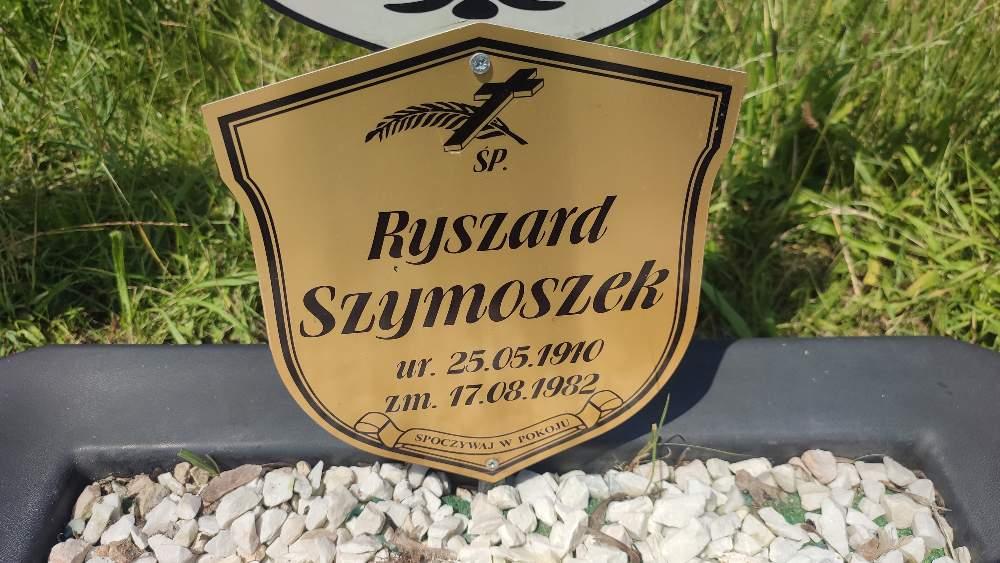 ŚP.
Ryszard
Szymoszek
ur. 25.05.1910
zm. 17.08.1982
SPOCZYWAJ W POKOJU